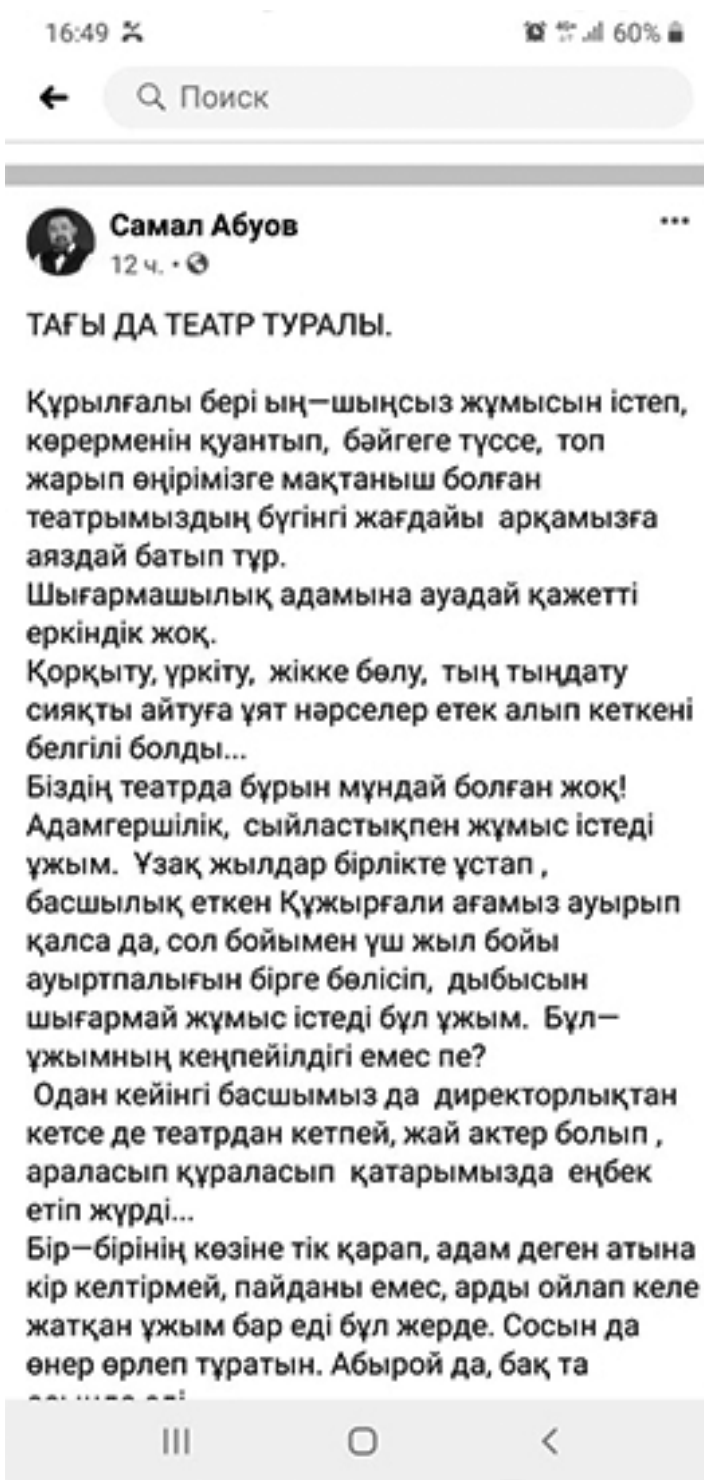 16:49
60%
Поиск
Самал Абуов
12 ч.
ТАҒЫ ДА ТЕАТР ТУРАЛЫ.
Құрылғалы бері ың—шыңсыз жұмысын істеп,
көрерменін қуантып, бәйгеге түссе, топ
жарып өңірімізге мақтаныш болған
театрымыздың бүгінгі жағдайы арқамызға
аяздай батып тұр.
Шығармашылық адамына ауадай қажетті
еркіндік жоқ.
Қорқыту, үркіту, жікке бөлу, тың тыңдату
сияқты айтуға ұят нәрселер етек алып кеткені
белгілі болды...
Біздің театрда бұрын мұндай болған жоқ!
Адамгершілік, сыйластықпен жұмыс істеді
ұжым. Ұзақ жылдар бірлікте ұстап ,
басшылық еткен Құжырғали ағамыз ауырып
қалса да, сол бойымен үш жыл бойы
ауыртпалығын бірге бөлісіп, дыбысын
шығармай жұмыс істеді бұл ұжым. Бұл—
ұжымның кеңпейілдігі емес пе?
Одан кейінгі басшымыз да директорлықтан
кетсе де театрдан кетпей, жай актер болып ,
араласып құраласып қатарымызда еңбек
етіп жүрді...
Бір—бірінің көзіне тік қарап, адам деген атына
кір келтірмей, пайданы емес, арды ойлап келе
жатқан ұжым бар еді бұл жерде. Сосын да
өнер өрлеп тұратын. Абырой да, бақ та